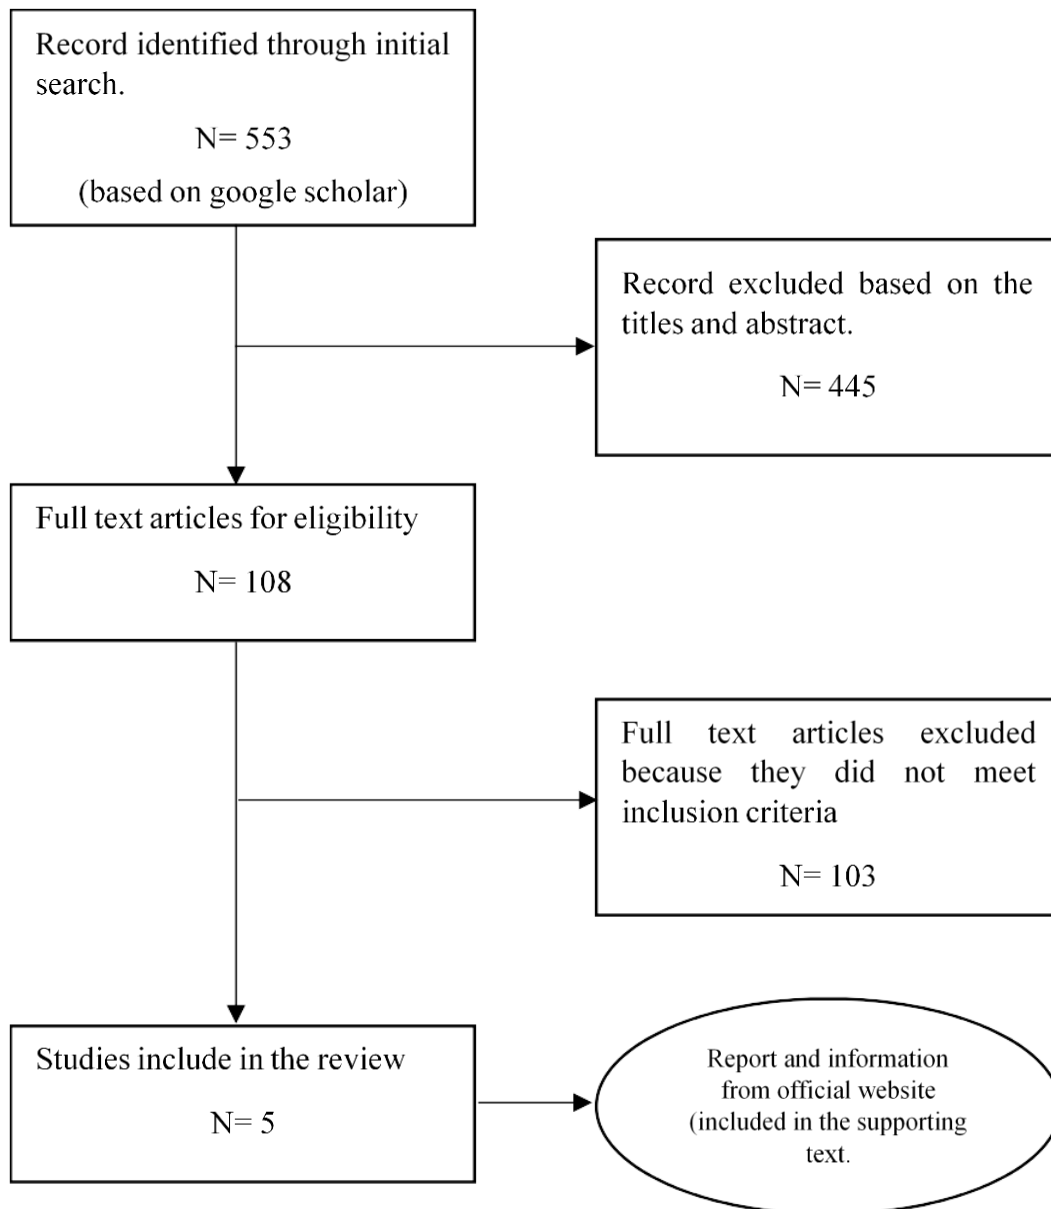 Record identified through initial
search.
N= 553
(based on google scholar)
Record excluded based on the
titles and abstract.
N= 445
Full text articles for eligibility
N= 108
Full text articles excluded
because they did not meet
inclusion criteria
N= 103
Studies include in the review
N= 5
Report and information
from official website
(included in the supporting
text.